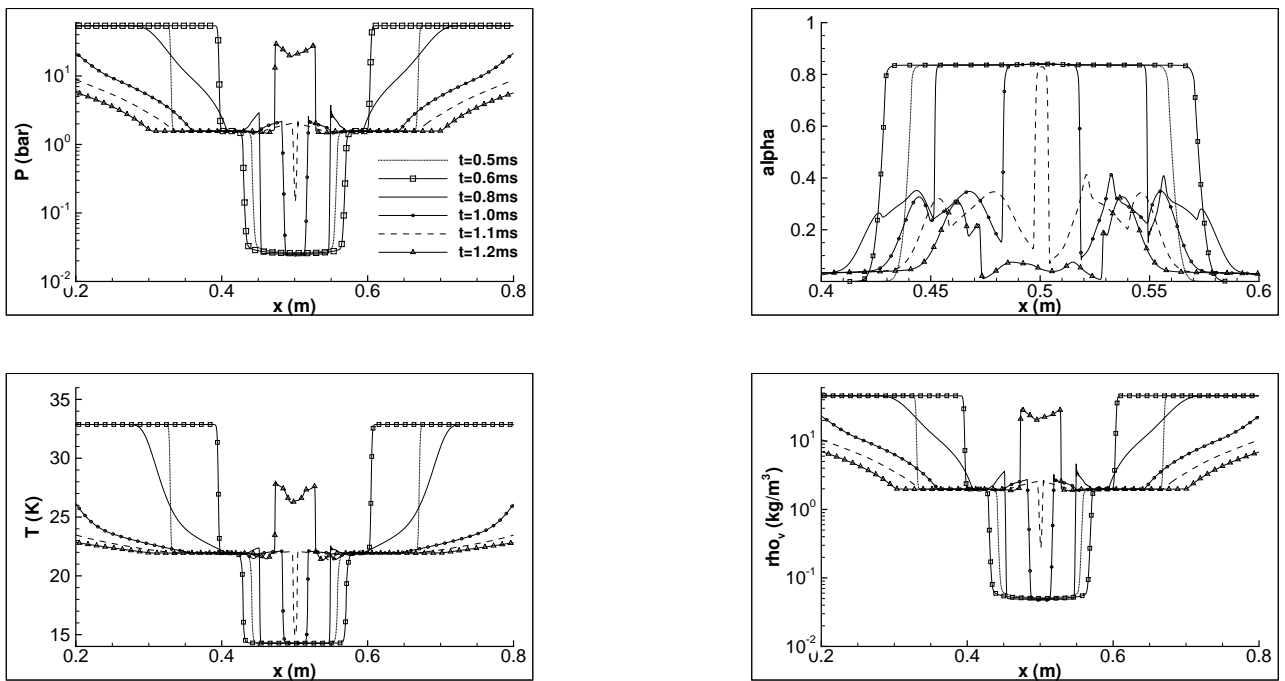 P (bar)
10^1
10^0
10^-1
10^-2
0.2
0.4
0.6
0.8
x (m)
t=0.5ms
t=0.6ms
t=0.8ms
t=1.0ms
t=1.1ms
t=1.2ms
alpha
1
0.8
0.6
0.4
0.2
0.4
0.45
0.5
0.55
0.6
x (m)
T (K)
35
30
25
20
15
0.2
0.4
0.6
0.8
x (m)
rho_v (kg/m^3)
10^1
10^0
10^-1
10^-2
0.2
0.4
0.6
0.8
x (m)